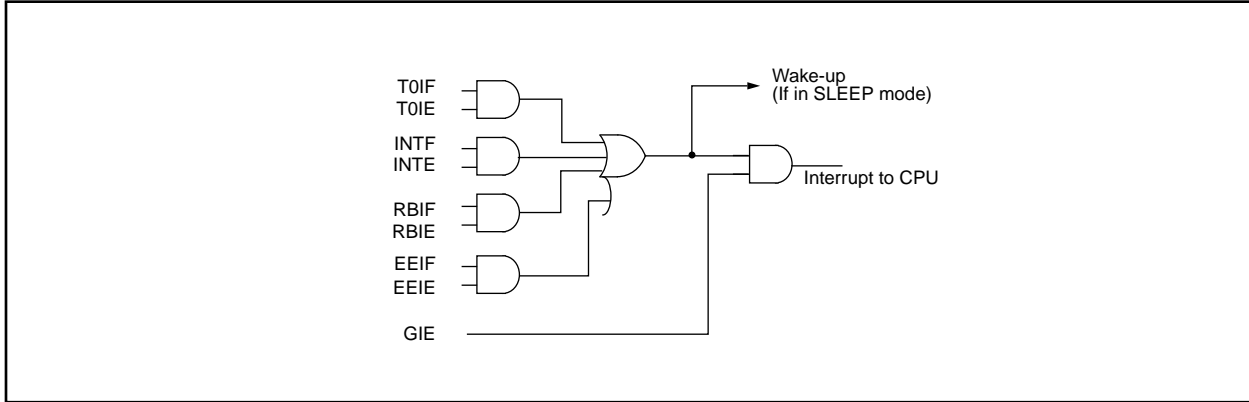 T0IF
T0IE
INTF
INTE
RBIF
RBIE
EEIF
EEIE
GIE
Wake-up
(If in SLEEP mode)
Interrupt to CPU